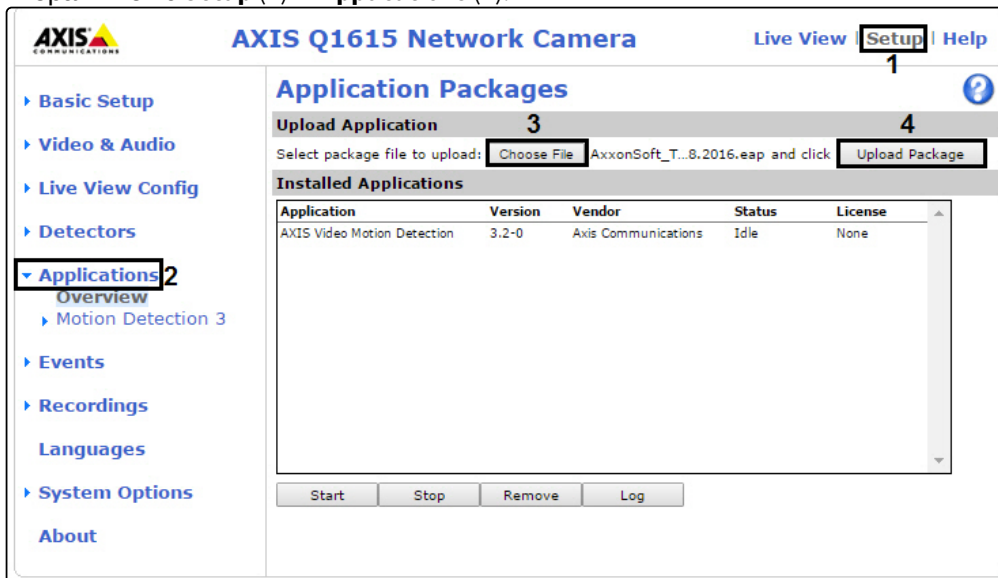 AXIS COMMUNICATIONS
AXIS Q1615 Network Camera
Live View | Setup | Help
1
Basic Setup
Video & Audio
Live View Config
Detectors
Applications 2
Overview
Motion Detection 3
Events
Recordings
Languages
System Options
About
Application Packages
?
Upload Application
3
4
Select package file to upload: Choose File AxxonSoft_T...8.2016.eap and click Upload Package
Installed Applications
Application Version Vendor Status License
AXIS Video Motion Detection 3.2-0 Axis Communications Idle None
Start Stop Remove Log